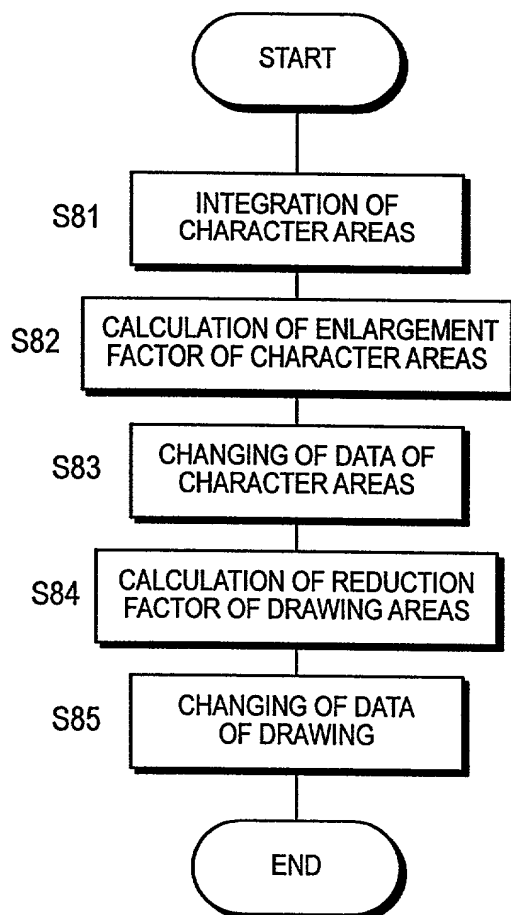 START
S81
INTEGRATION OF
CHARACTER AREAS
S82
CALCULATION OF ENLARGEMENT
FACTOR OF CHARACTER AREAS
S83
CHANGING OF DATA OF
CHARACTER AREAS
S84
CALCULATION OF REDUCTION
FACTOR OF DRAWING AREAS
S85
CHANGING OF DATA
OF DRAWING
END